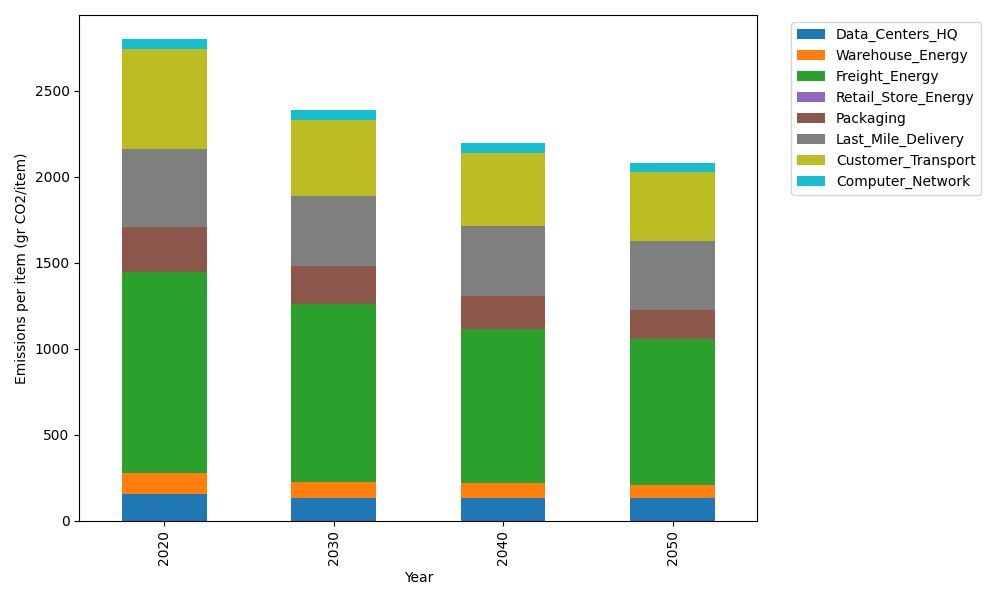 Data_Centers_HQ
Warehouse_Energy
Freight_Energy
Retail_Store_Energy
Packaging
Last_Mile_Delivery
Customer_Transport
Computer_Network
Emissions per item (gr CO2/item)
2500
2000
1500
1000
500
0
2020
2030
2040
2050
Year